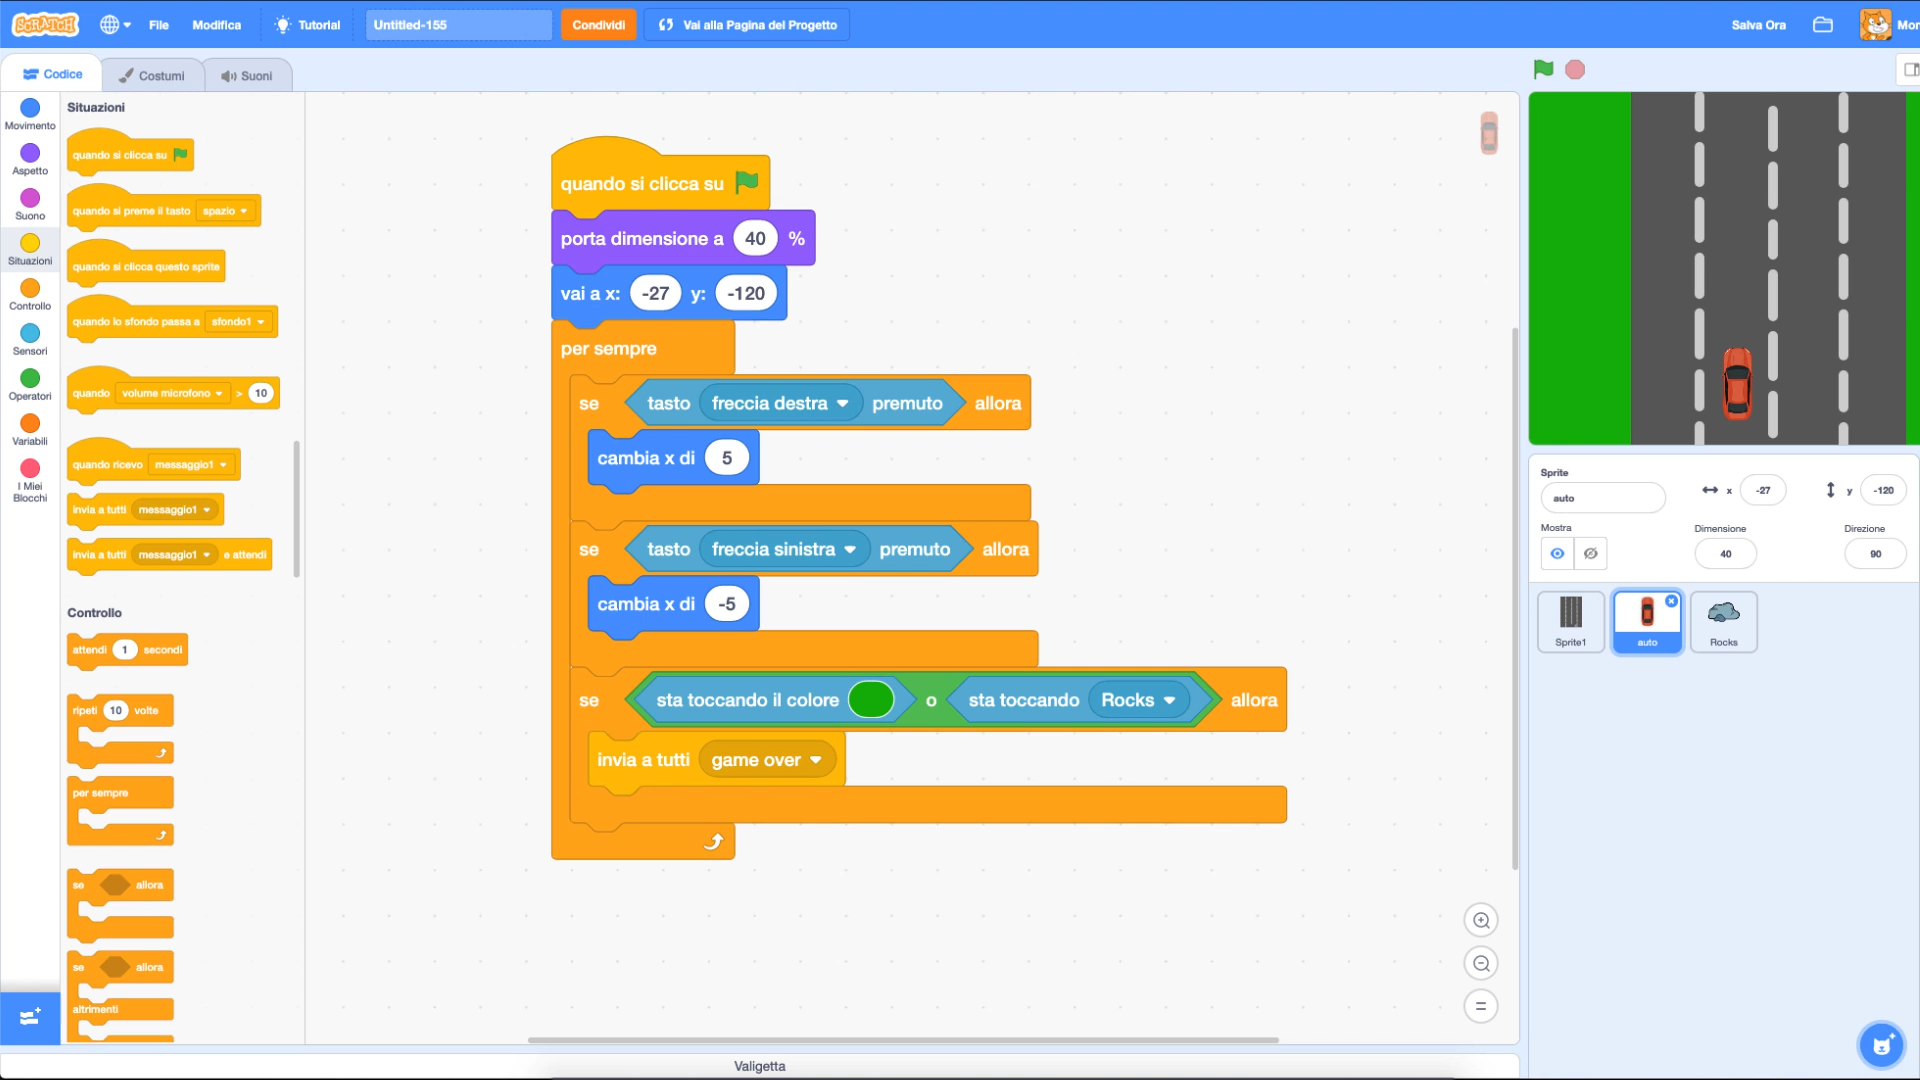 SCRATCH
File
Modifica
Tutorial
Untitled-155
Condividi
Vai alla Pagina del Progetto
Salva Ora
Mor
Codice
Costumi
Suoni
Movimento
Aspetto
Suono
Situazioni
Controllo
Sensori
Operatori
Variabili
I Miei
Blocchi
Situazioni
quando si clicca su
quando si preme il tasto spazio
quando si clicca questo sprite
quando lo sfondo passa a sfondo1
quando volume microfono > 10
quando ricevo messaggio1
invia a tutti messaggio1
invia a tutti messaggio1 e attendi
Controllo
attendi 1 secondi
ripeti 10 volte
per sempre
se allora
se allora
altrimenti
quando si clicca su
porta dimensione a 40 %
vai a x: -27 y: -120
per sempre
se tasto freccia destra premuto allora
cambia x di 5
se tasto freccia sinistra premuto allora
cambia x di -5
se sta toccando il colore o sta toccando Rocks allora
invia a tutti game over
Valigetta
Sprite
auto
x -27
y -120
Mostra
Dimensione
40
Direzione
90
Sprite1
auto
Rocks